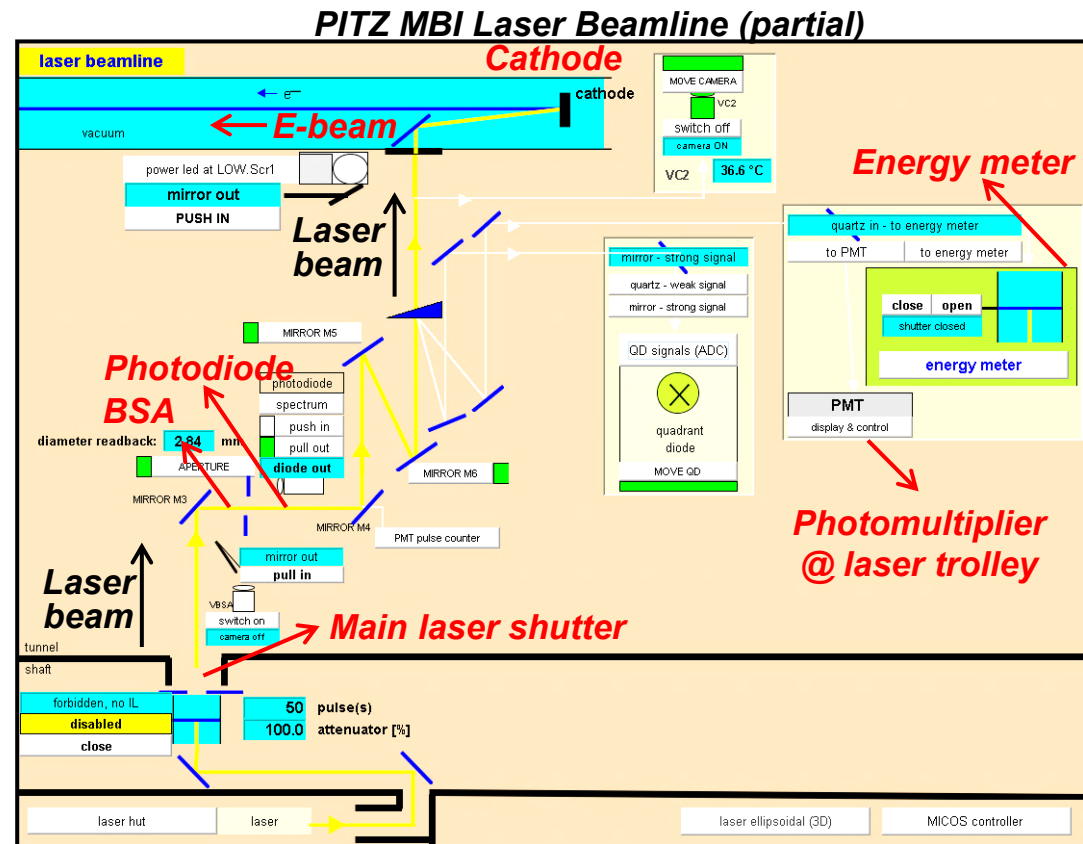 PITZ MBI Laser Beamline (partial)
laser beamline
Cathode
MOVE CAMERA
← e⁻
cathode
VC2
switch off
camera ON
vacuum
E-beam
VC2
36.6 °C
power led at LOW.Scr1
mirror out
PUSH IN
Energy meter
Laser
beam
quartz in - to energy meter
to PMT
to energy meter
mirror - strong signal
quartz - weak signal
mirror - strong signal
close
open
shutter closed
energy meter
MIRROR M5
QD signals (ADC)
Photodiode
photodiode
spectrum
push in
pull out
diode out
BSA
diameter readback:
2.84
mm
APERTURE
PMT
display & control
quadrant
diode
MOVE QD
MIRROR M6
MIRROR M3
MIRROR M4
PMT pulse counter
Photomultiplier
@ laser trolley
mirror out
pull in
Laser
beam
VBSA
switch on
camera off
Main laser shutter
tunnel
shaft
forbidden, no IL
disabled
close
50
pulse(s)
100.0
attenuator [%]
laser hut
laser
laser ellipsoidal (3D)
MICOS controller